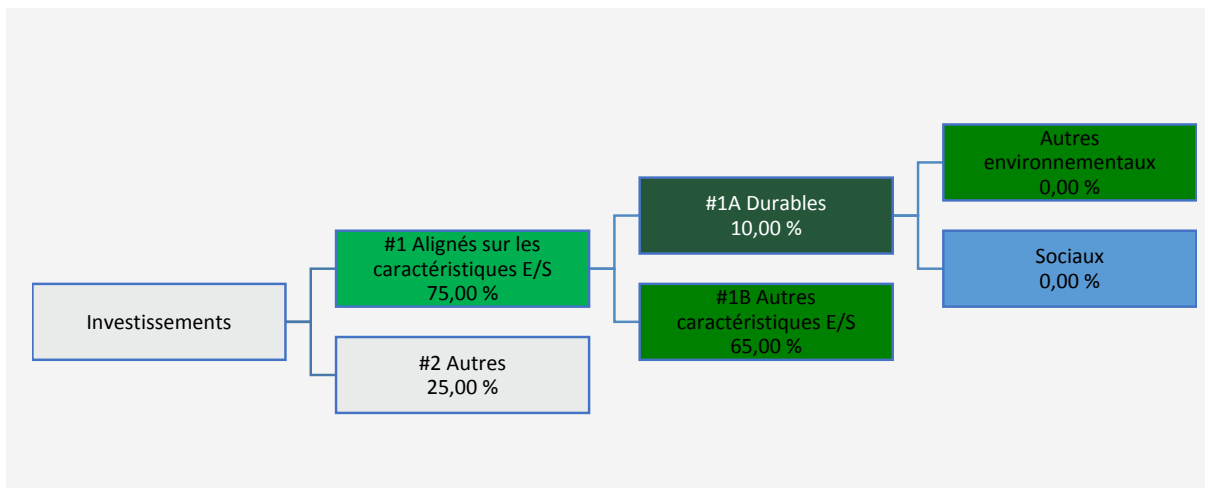 Investissements
#1 Alignés sur les
caractéristiques E/S
75,00 %
#2 Autres
25,00 %
#1A Durables
10,00 %
#1B Autres
caractéristiques E/S
65,00 %
Autres
environnementaux
0,00 %
Sociaux
0,00 %